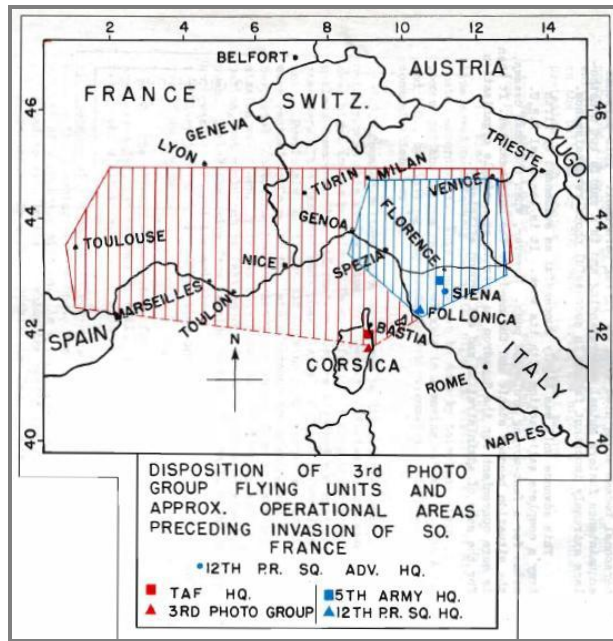 2 4 6 8 10 12 14
BELFORT
AUSTRIA
FRANCE
SWITZ.
46
46
GENEVA
LYON
TRIESTE
YUGO.
TURIN
MILAN
VENICE
44
44
GENOA
FLORENCE
TOULOUSE
SPEZIA
NICE
MARSEILLES
SIENA
TOULON
FOLLONICA
42
42
SPAIN
BASTIA
CORSICA
ITALY
N
ROME
40
40
NAPLES
DISPOSITION OF 3rd PHOTO
GROUP FLYING UNITS AND
APPROX. OPERATIONAL AREAS
PRECEDING INVASION OF SO.
FRANCE
12TH P.R. SQ. ADV. HQ.
TAF HQ.
5TH ARMY HQ.
3RD PHOTO GROUP
12TH P.R. SQ. HQ.